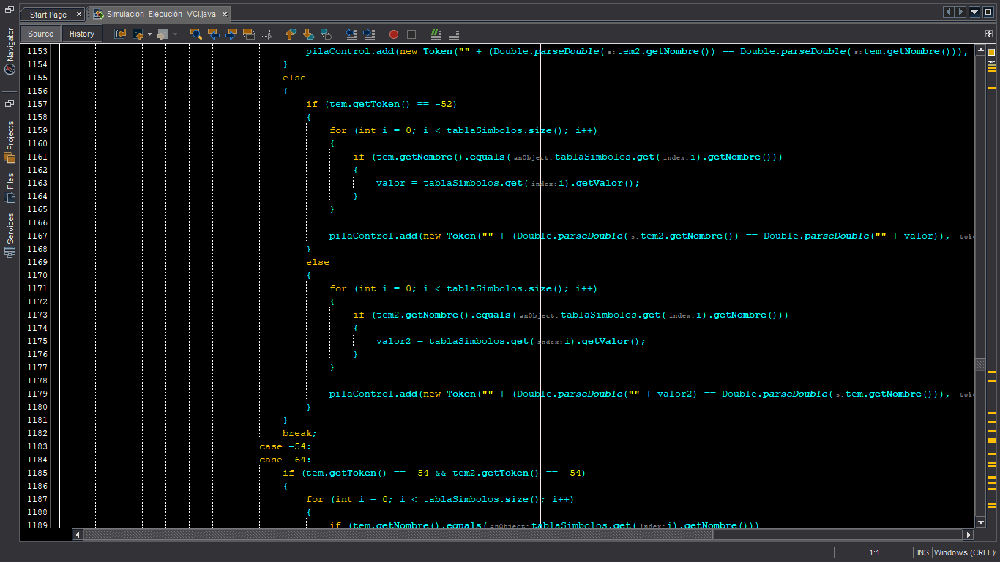 Start Page
Simulacion_Ejecución_VCI.java
Source
History
Navigator
Projects
Files
Services
1153 pilaControl.add(new Token("" + (Double.parseDouble( s: tem2.getNombre()) == Double.parseDouble( s: tem.getNombre())),
1154 }
1155 else
1156 {
1157 if (tem.getToken() == -52)
1158 {
1159 for (int i = 0; i < tablaSimbolos.size(); i++)
1160 {
1161 if (tem.getNombre().equals( anObject: tablaSimbolos.get( index: i).getNombre()))
1162 {
1163 valor = tablaSimbolos.get( index: i).getValor();
1164 }
1165 }
1166
1167 pilaControl.add(new Token("" + (Double.parseDouble( s: tem2.getNombre()) == Double.parseDouble("" + valor)), toke
1168 }
1169 else
1170 {
1171 for (int i = 0; i < tablaSimbolos.size(); i++)
1172 {
1173 if (tem2.getNombre().equals( anObject: tablaSimbolos.get( index: i).getNombre()))
1174 {
1175 valor2 = tablaSimbolos.get( index: i).getValor();
1176 }
1177 }
1178
1179 pilaControl.add(new Token("" + (Double.parseDouble("" + valor2) == Double.parseDouble( s: tem.getNombre())), toke
1180 }
1181 }
1182 break;
1183 case -54:
1184 case -64:
1185 if (tem.getToken() == -54 && tem2.getToken() == -54)
1186 {
1187 for (int i = 0; i < tablaSimbolos.size(); i++)
1188 {
1189 if (tem.getNombre().equals( anObject: tablaSimbolos.get( index: i).getNombre()))
1:1
INS
Windows (CRLF)